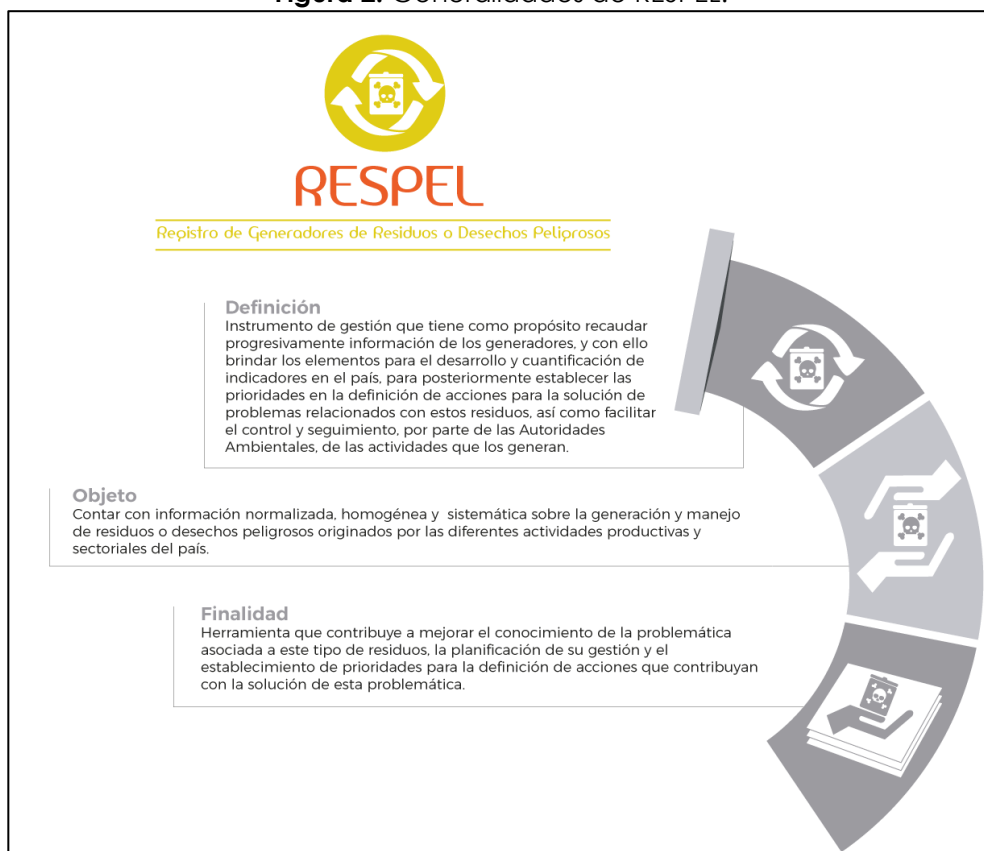 Figura 2. Generalidades de RESPEL.
RESPEL
Registro de Generadores de Residuos o Desechos Peligrosos
Definición
Instrumento de gestión que tiene como propósito recaudar
progresivamente información de los generadores, y con ello
brindar los elementos para el desarrollo y cuantificación de
indicadores en el país, para posteriormente establecer las
prioridades en la definición de acciones para la solución de
problemas relacionados con estos residuos, así como facilitar
el control y seguimiento, por parte de las Autoridades
Ambientales, de las actividades que los generan.
Objeto
Contar con información normalizada, homogénea y sistemática sobre la generación y manejo
de residuos o desechos peligrosos originados por las diferentes actividades productivas y
sectoriales del país.
Finalidad
Herramienta que contribuye a mejorar el conocimiento de la problemática
asociada a este tipo de residuos, la planificación de su gestión y el
establecimiento de prioridades para la definición de acciones que contribuyan
con la solución de esta problemática.